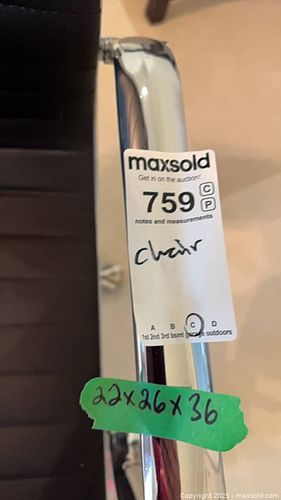 maxsold
Get in on the auction!
759 C
P
notes and measurements
chair
A B C D
1st 2nd 3rd bsmt garage outdoors
22x26x36
Copyright 2025 - maxsold.com